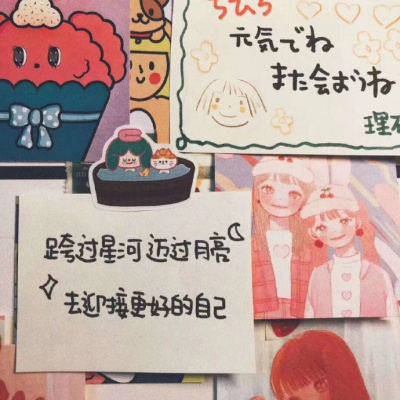 ちひろ
元気でね
また会おうね
理
跨过星河 迈过月亮
去迎接更好的自己